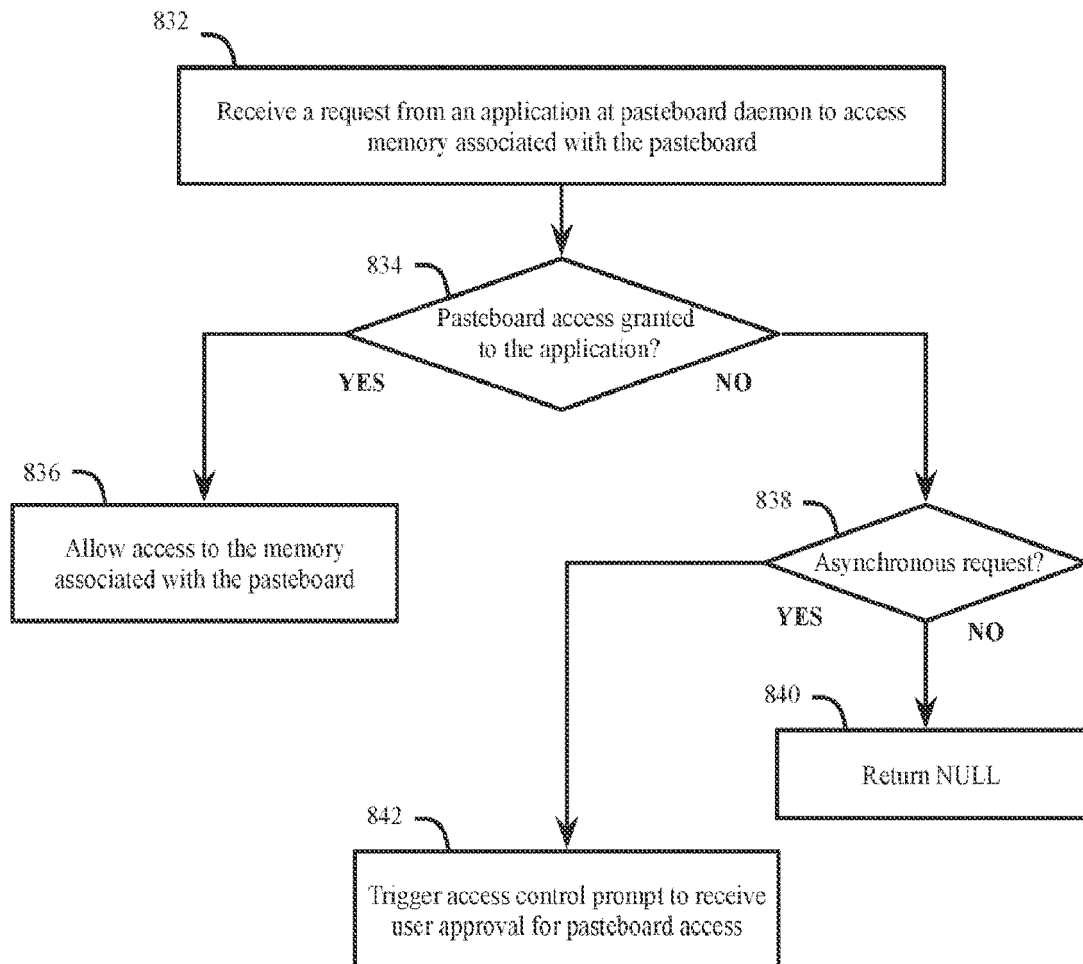 832
Receive a request from an application at pasteboard daemon to access
memory associated with the pasteboard
834
Pasteboard access granted
to the application?
YES
NO
836
Allow access to the memory
associated with the pasteboard
838
Asynchronous request?
YES
NO
840
Return NULL
842
Trigger access control prompt to receive
user approval for pasteboard access